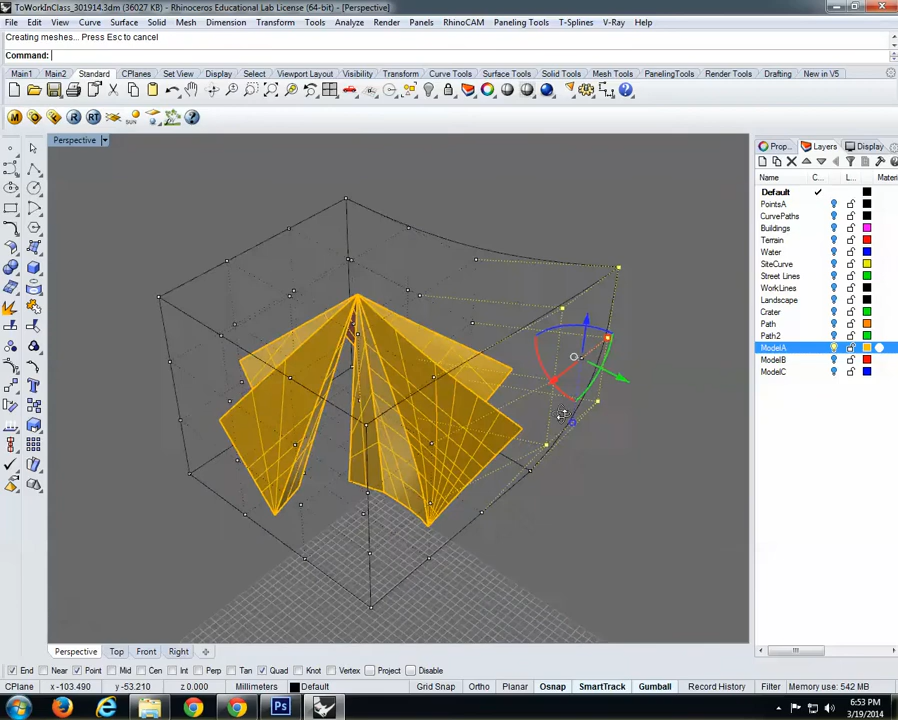 ToWorkInClass_301914.3dm (36027 KB) - Rhinoceros Educational Lab License (64-bit) - [Perspective]
File Edit View Curve Surface Solid Mesh Dimension Transform Tools Analyze Render Panels RhinoCAM Paneling Tools T-Splines V-Ray Help
Creating meshes... Press Esc to cancel
Command:
Main1 Main2 Standard CPlanes Set View Display Select Viewport Layout Visibility Transform Curve Tools Surface Tools Solid Tools Mesh Tools PanelingTools Render Tools Drafting New in V5
M R RT SUN
Perspective
Prop... Layers Display
Name C... L... Materi
Default
PointsA
CurvePaths
Buildings
Terrain
Water
SiteCurve
Street Lines
WorkLines
Landscape
Crater
Path
Path2
ModelA
ModelB
ModelC
Perspective Top Front Right
End Near Point Mid Cen Int Perp Tan Quad Knot Vertex Project Disable
CPlane x -103.490 y -53.210 z 0.000 Millimeters Default Grid Snap Ortho Planar Osnap SmartTrack Gumball Record History Filter Memory use: 542 MB
Ps
6:53 PM
3/19/2014